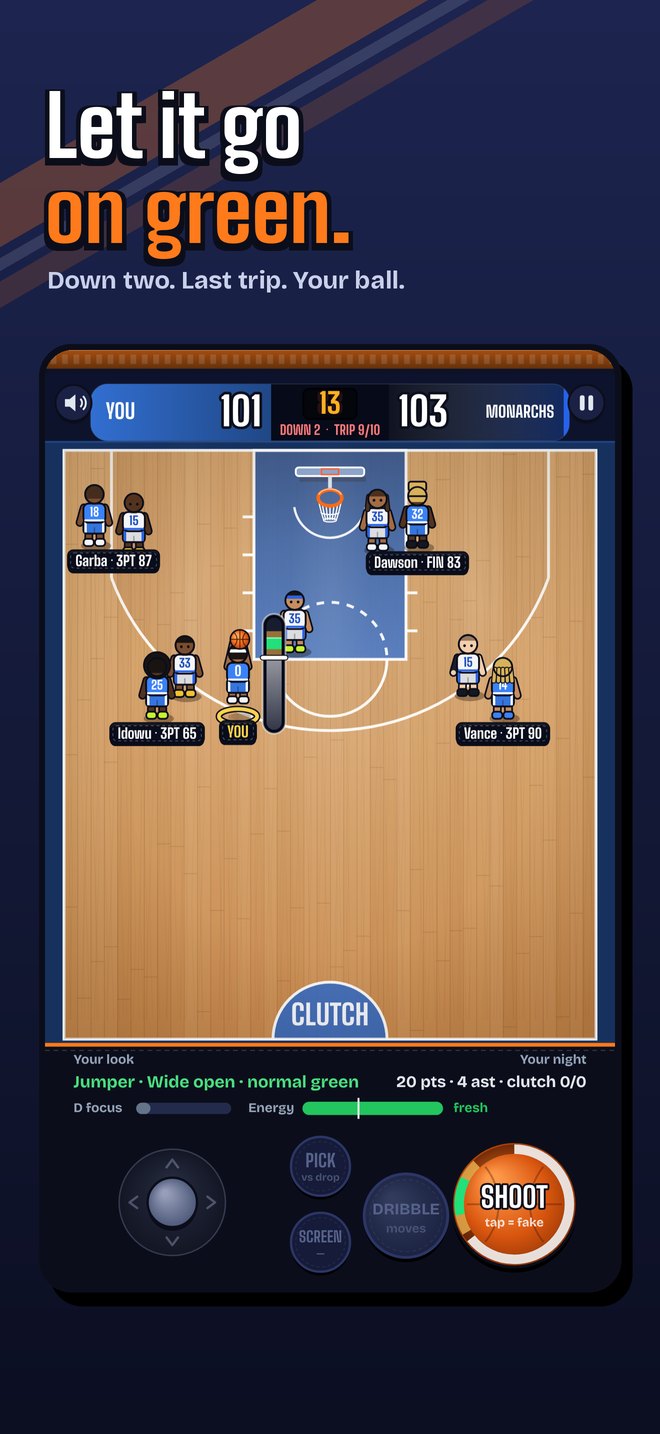 Let it go
on green.
Down two. Last trip. Your ball.
YOU 101 13 103 MONARCHS
DOWN 2 · TRIP 9/10
18
15
35
32
Garba · 3PT 87
Dawson · FIN 83
35
33
25
0
15
14
Idowu · 3PT 65
YOU
Vance · 3PT 90
CLUTCH
Your look
Your night
Jumper · Wide open · normal green
20 pts · 4 ast · clutch 0/0
D focus
Energy
fresh
PICK
vs drop
SCREEN
–
DRIBBLE
moves
SHOOT
tap = fake